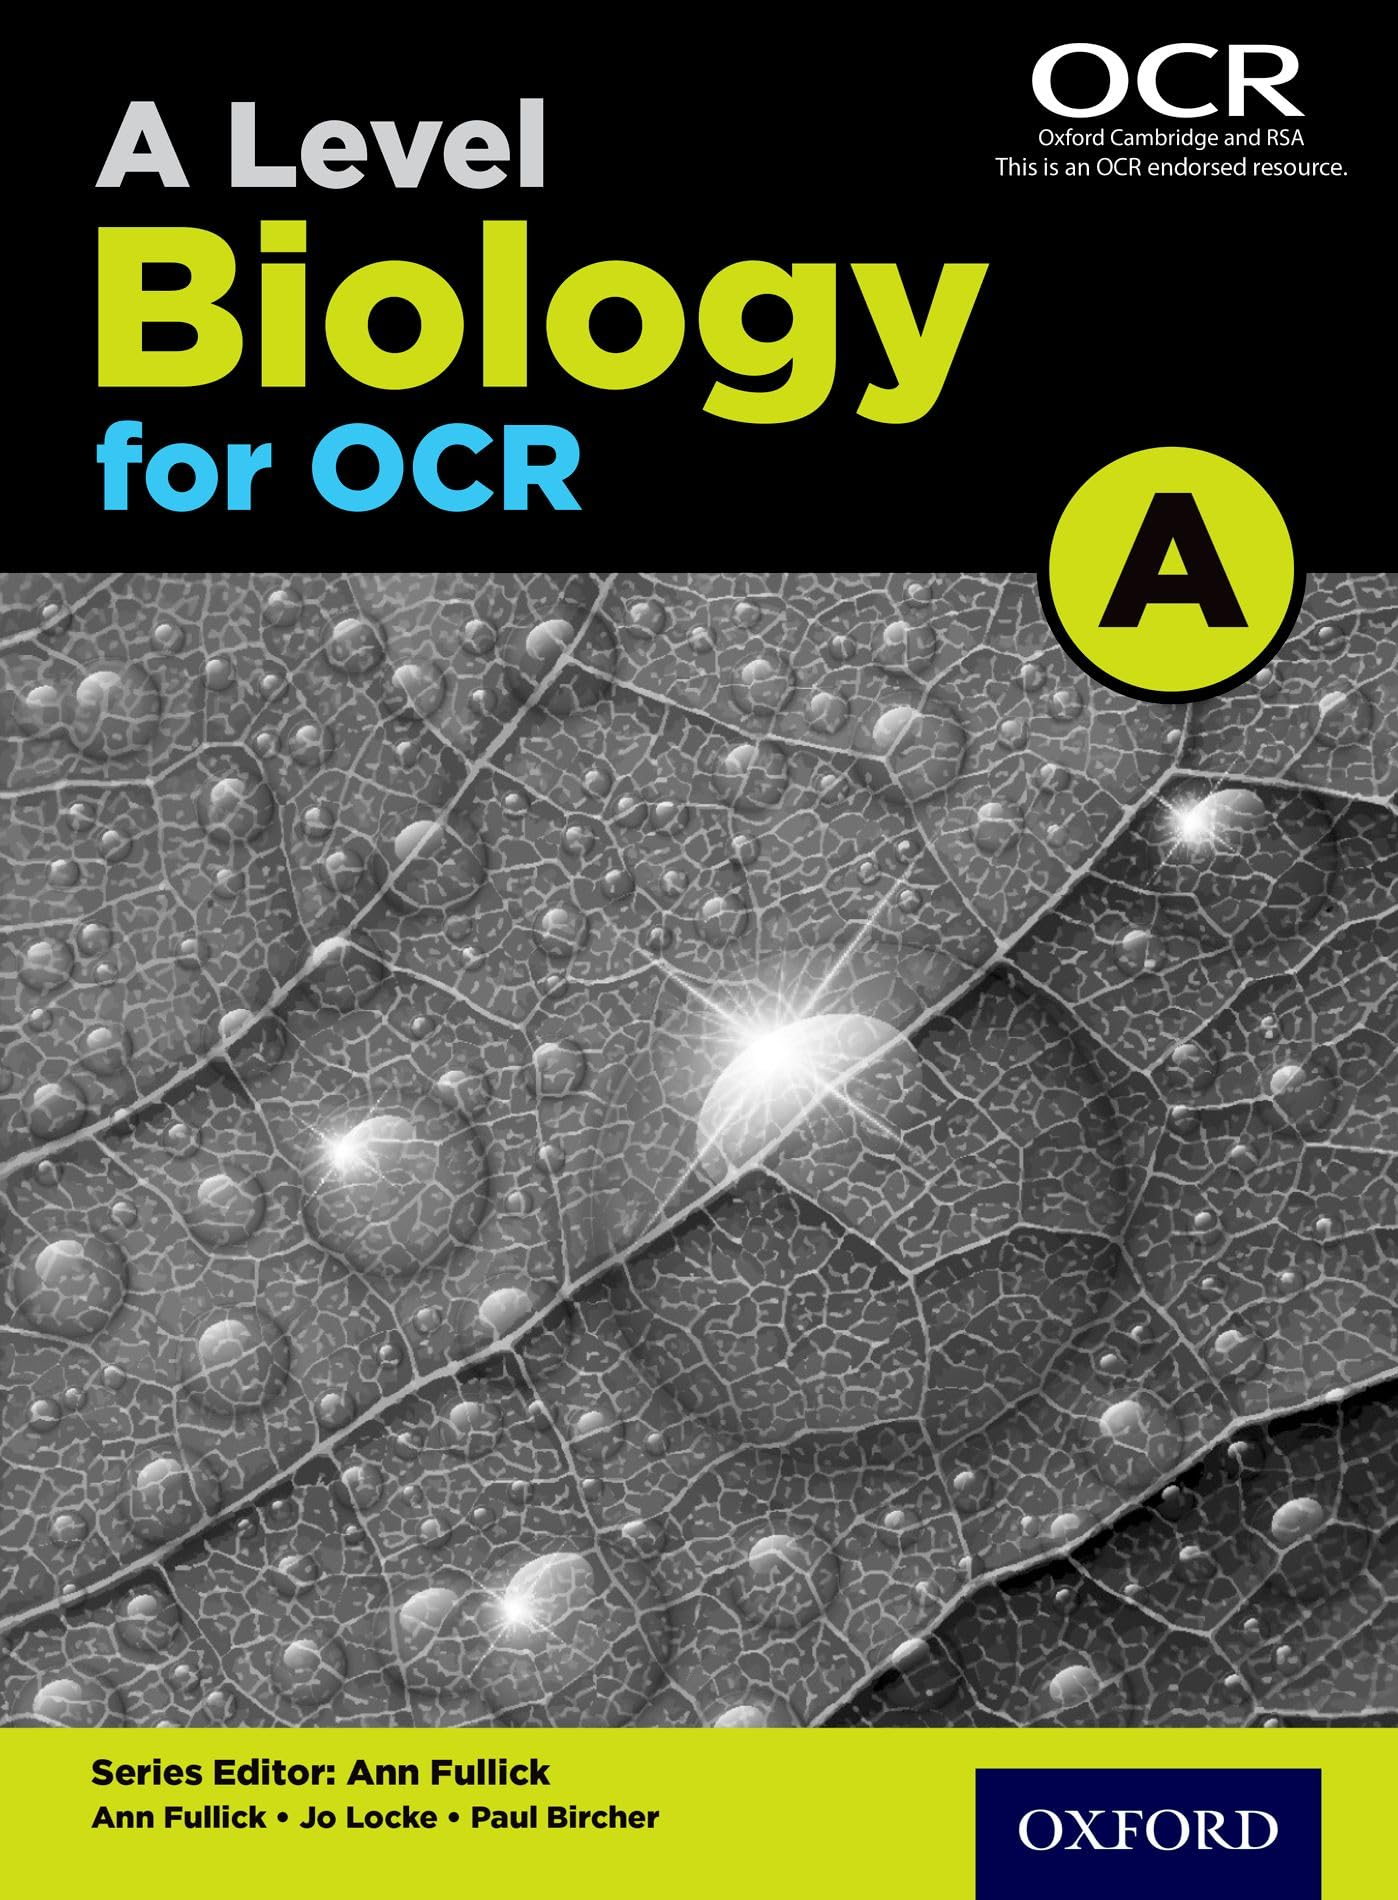 OCR
Oxford Cambridge and RSA
This is an OCR endorsed resource.
A Level
Biology
for OCR
A
Series Editor: Ann Fullick
Ann Fullick • Jo Locke • Paul Bircher
OXFORD